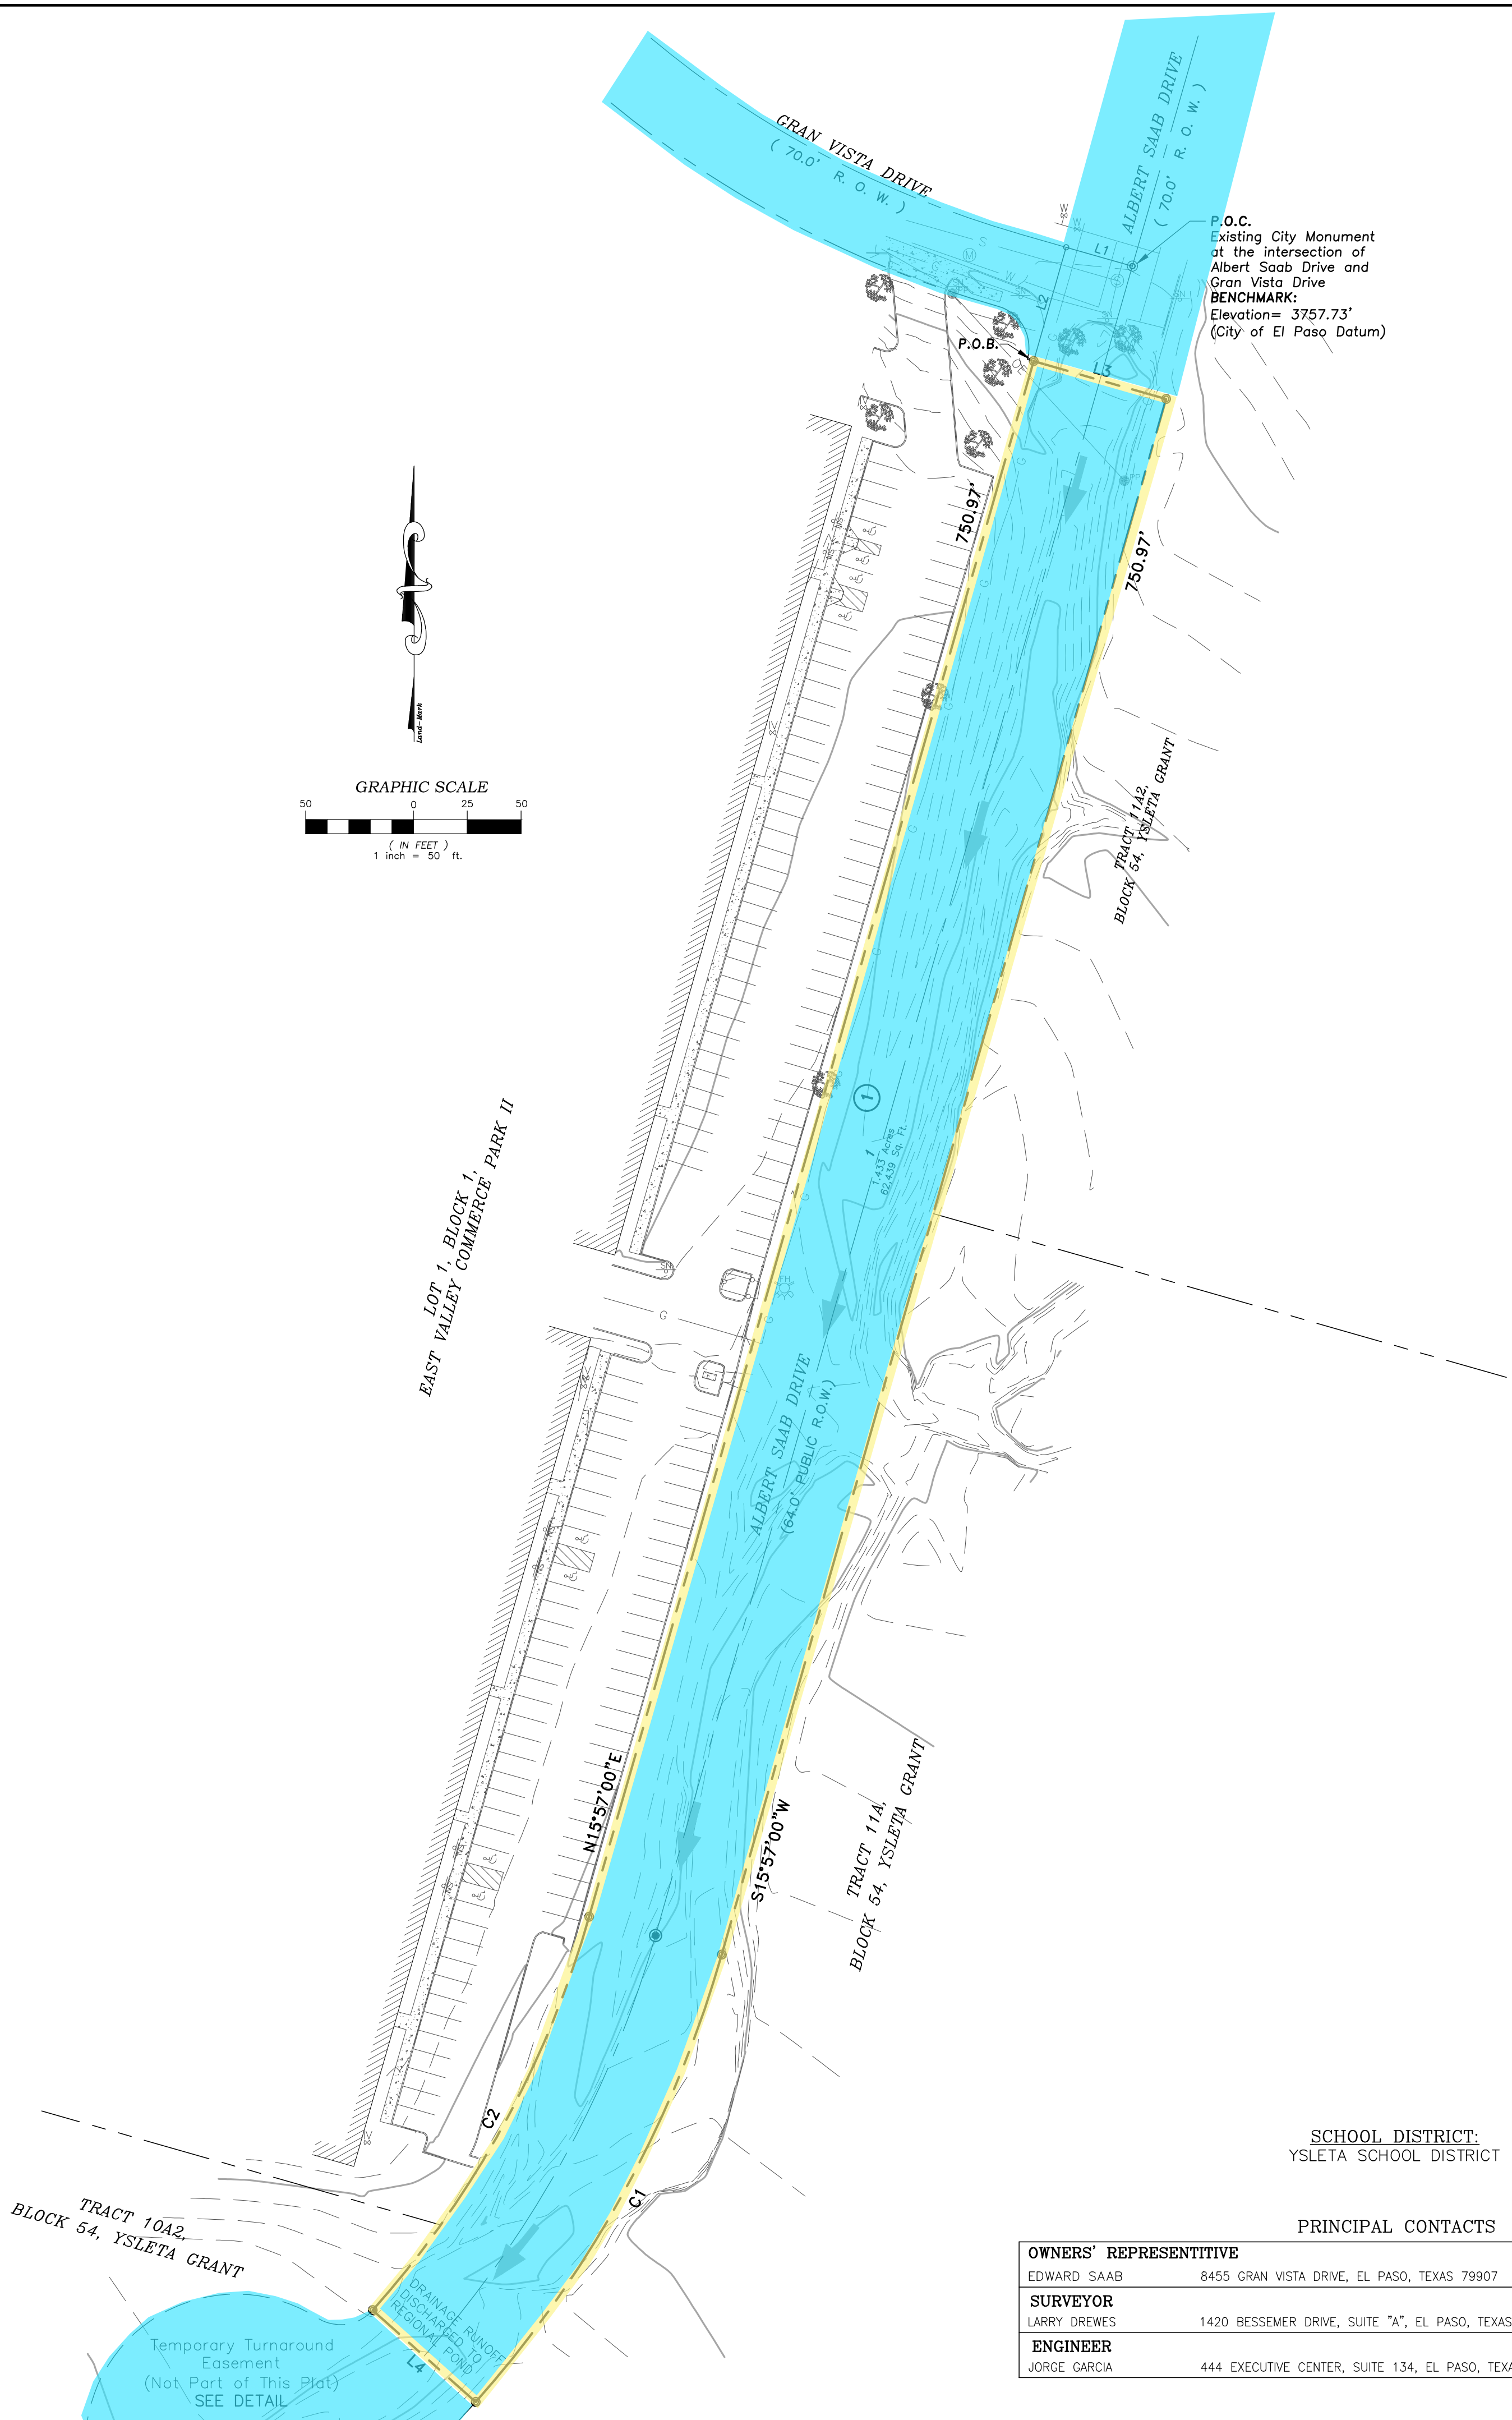 GRAN VISTA DRIVE
( 70.0' R. O. W. )
ALBERT SAAB DRIVE
( 70.0' R. O. W. )
P.O.C.
Existing City Monument
at the intersection of
Albert Saab Drive and
Gran Vista Drive
BENCHMARK:
Elevation= 3757.73'
(City of El Paso Datum)
L1
L2
P.O.B.
L3
750.97'
750.97'
Land-Mark
GRAPHIC SCALE
50 0 25 50
( IN FEET )
1 inch = 50 ft.
TRACT 11A2,
BLOCK 54, YSLETA GRANT
1
1
1.433 Acres
62,439 Sq. Ft.
LOT 1, BLOCK 1,
EAST VALLEY COMMERCE PARK II
ALBERT SAAB DRIVE
(64.0' PUBLIC R.O.W.)
N15°57'00"E
S15°57'00"W
TRACT 11A,
BLOCK 54, YSLETA GRANT
C2
C1
TRACT 10A2,
BLOCK 54, YSLETA GRANT
DRAINAGE RUNOFF
DISCHARGED TO
REGIONAL POND
L4
Temporary Turnaround
Easement
(Not Part of This Plat)
SEE DETAIL
SCHOOL DISTRICT:
YSLETA SCHOOL DISTRICT
PRINCIPAL CONTACTS
OWNERS' REPRESENTITIVE
EDWARD SAAB 8455 GRAN VISTA DRIVE, EL PASO, TEXAS 79907
SURVEYOR
LARRY DREWES 1420 BESSEMER DRIVE, SUITE "A", EL PASO, TEXAS
ENGINEER
JORGE GARCIA 444 EXECUTIVE CENTER, SUITE 134, EL PASO,